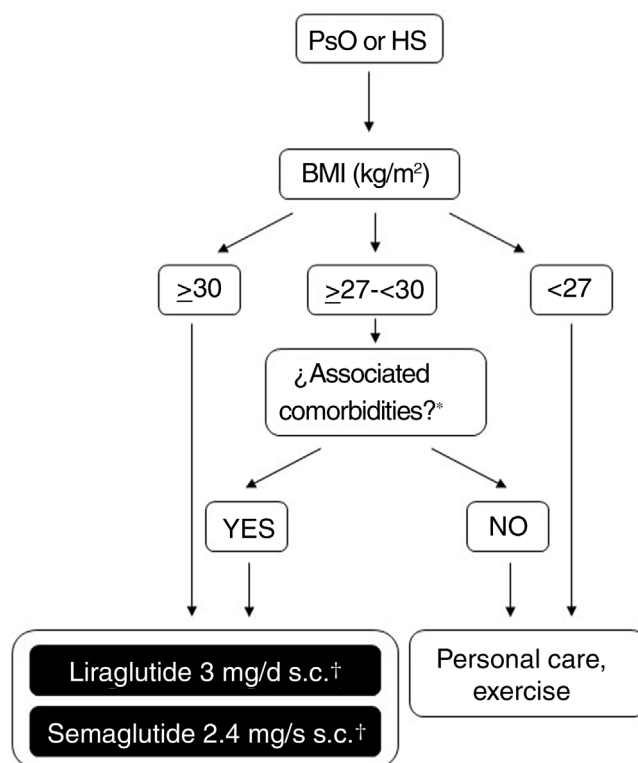 PsO or HS
BMI (kg/m²)
≥30
≥27-<30
<27
¿Associated
comorbidities?*
YES
NO
Liraglutide 3 mg/d s.c.†
Semaglutide 2.4 mg/s s.c.†
Personal care,
exercise